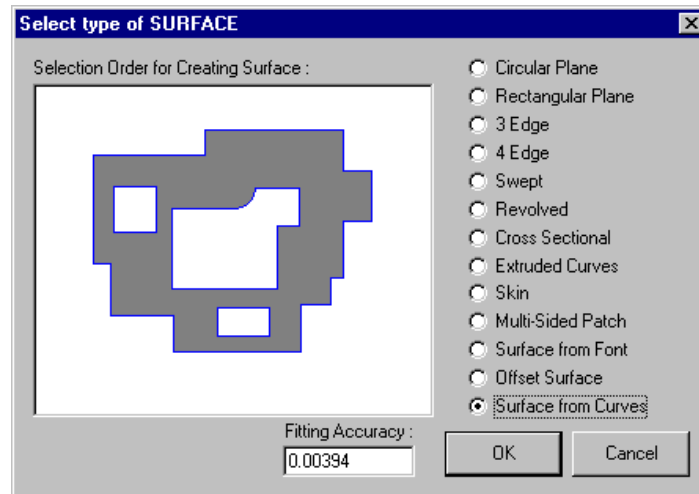 Select type of SURFACE
Selection Order for Creating Surface :
Circular Plane
Rectangular Plane
3 Edge
4 Edge
Swept
Revolved
Cross Sectional
Extruded Curves
Skin
Multi-Sided Patch
Surface from Font
Offset Surface
Surface from Curves
Fitting Accuracy :
0.00394
OK
Cancel